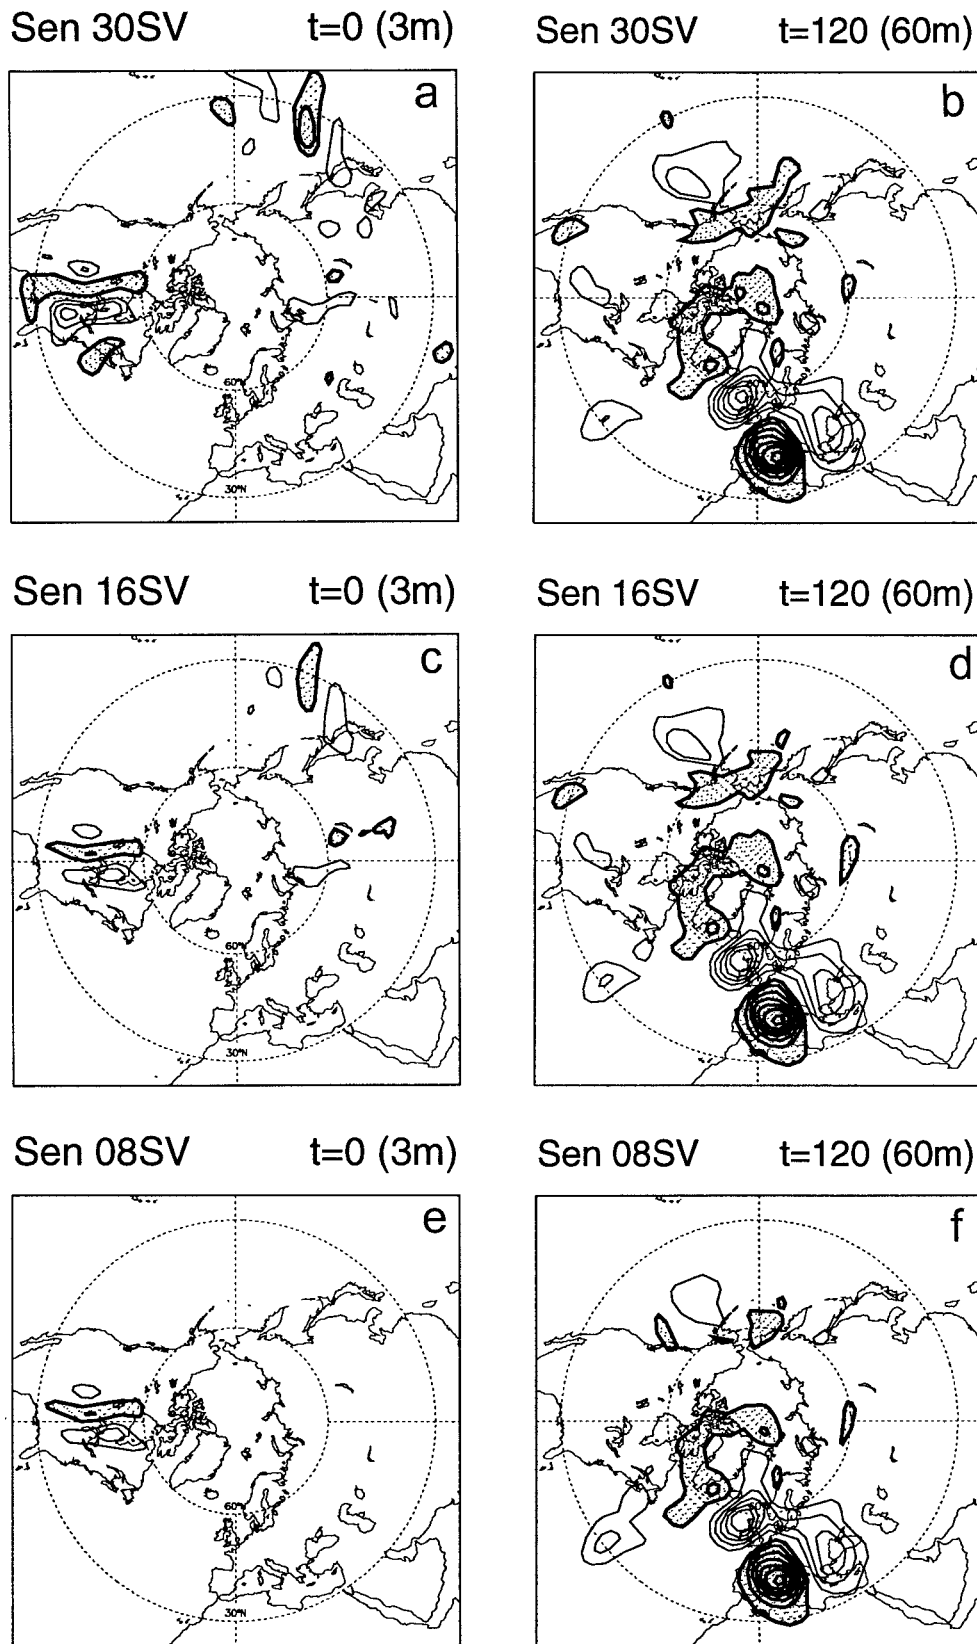 Sen 30SV t=0 (3m)
Sen 30SV t=120 (60m)
a
b
60°N
30°N
Sen 16SV t=0 (3m)
Sen 16SV t=120 (60m)
c
d
60°N
30°N
Sen 08SV t=0 (3m)
Sen 08SV t=120 (60m)
e
f
60°N
30°N